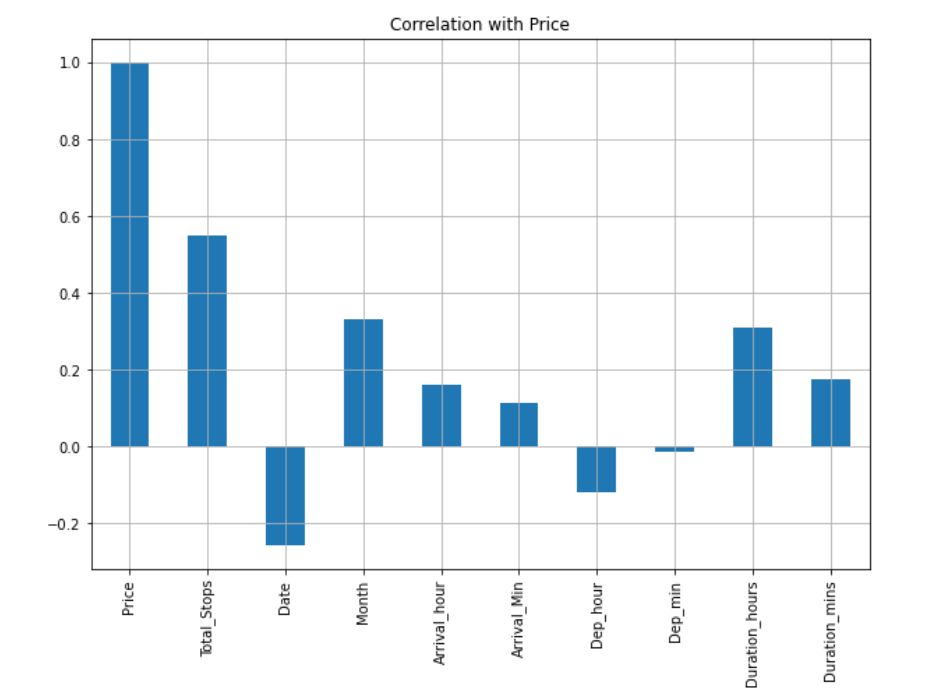 Correlation with Price
1.0
0.8
0.6
0.4
0.2
0.0
−0.2
Price
Total_Stops
Date
Month
Arrival_hour
Arrival_Min
Dep_hour
Dep_min
Duration_hours
Duration_mins